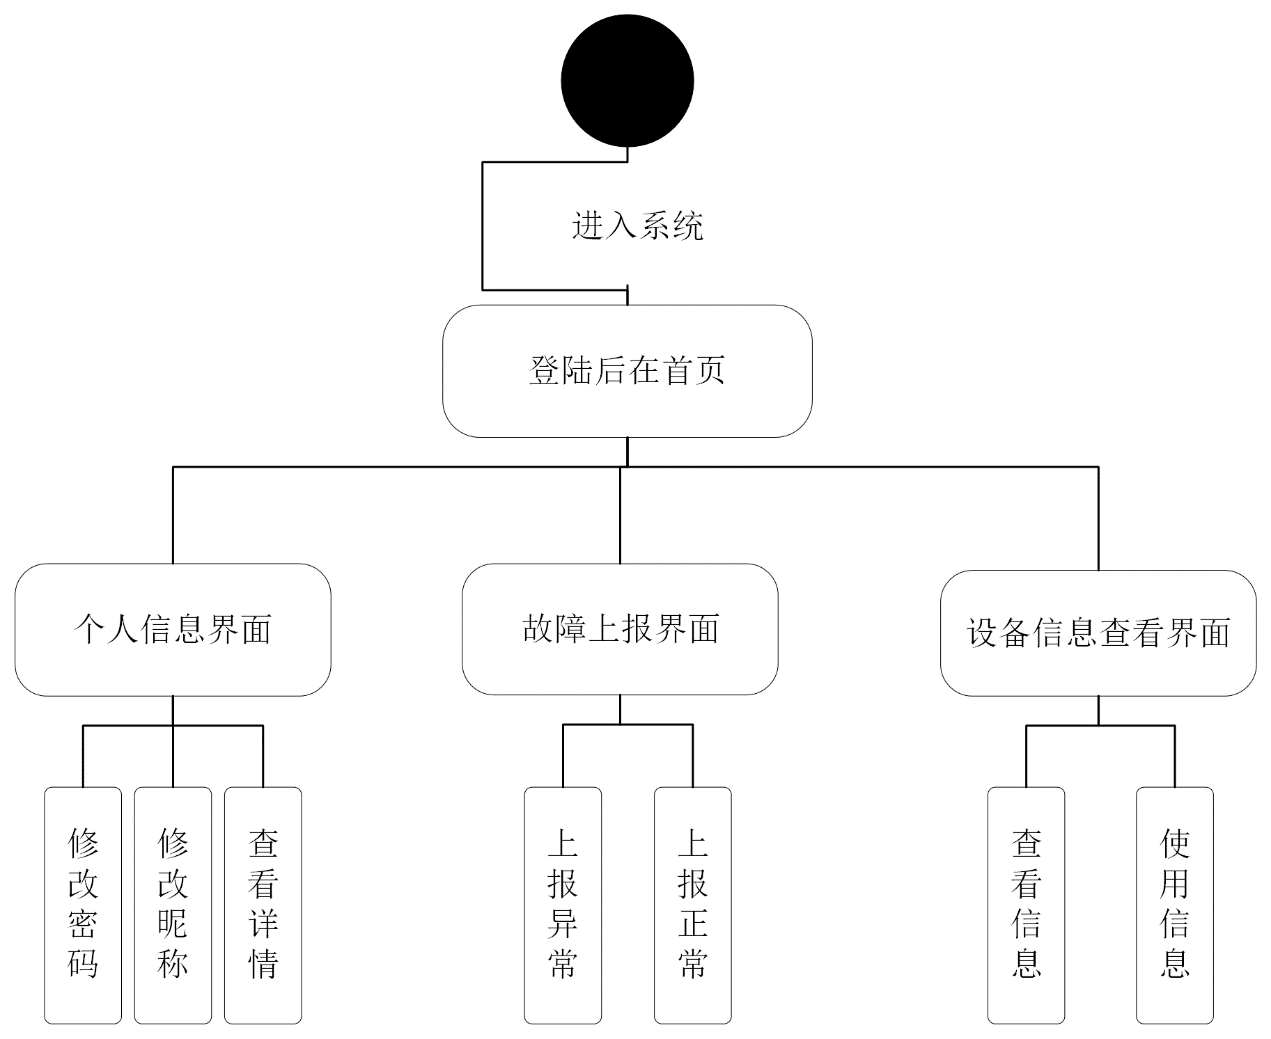 进入系统
登陆后在首页
个人信息界面
故障上报界面
设备信息查看界面
修改密码
修改昵称
查看详情
上报异常
上报正常
查看信息
使用信息